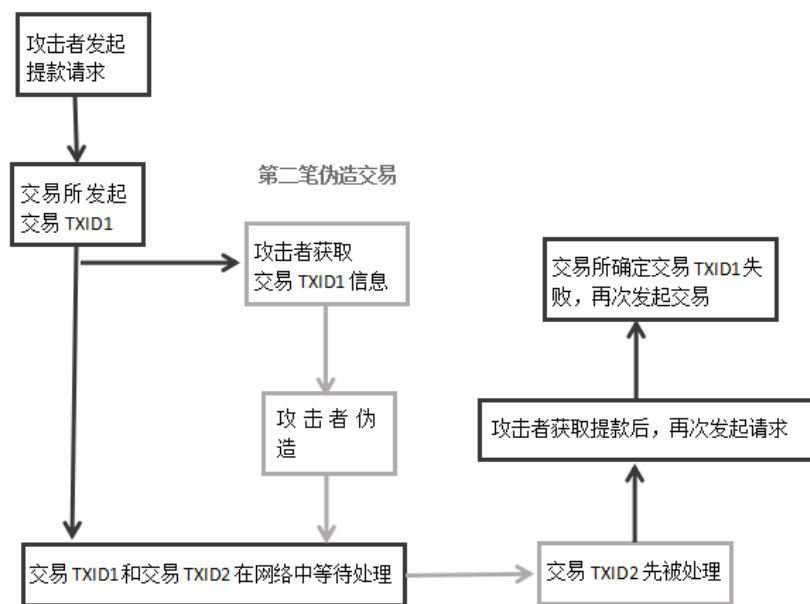 攻击者发起
提款请求
交易所发起
交易 TXID1
第二笔伪造交易
攻击者获取
交易 TXID1 信息
攻击者伪
造
交易 TXID1 和交易 TXID2 在网络中等待处理
交易 TXID2 先被处理
攻击者获取提款后，再次发起请求
交易所确定交易 TXID1 失
败，再次发起交易